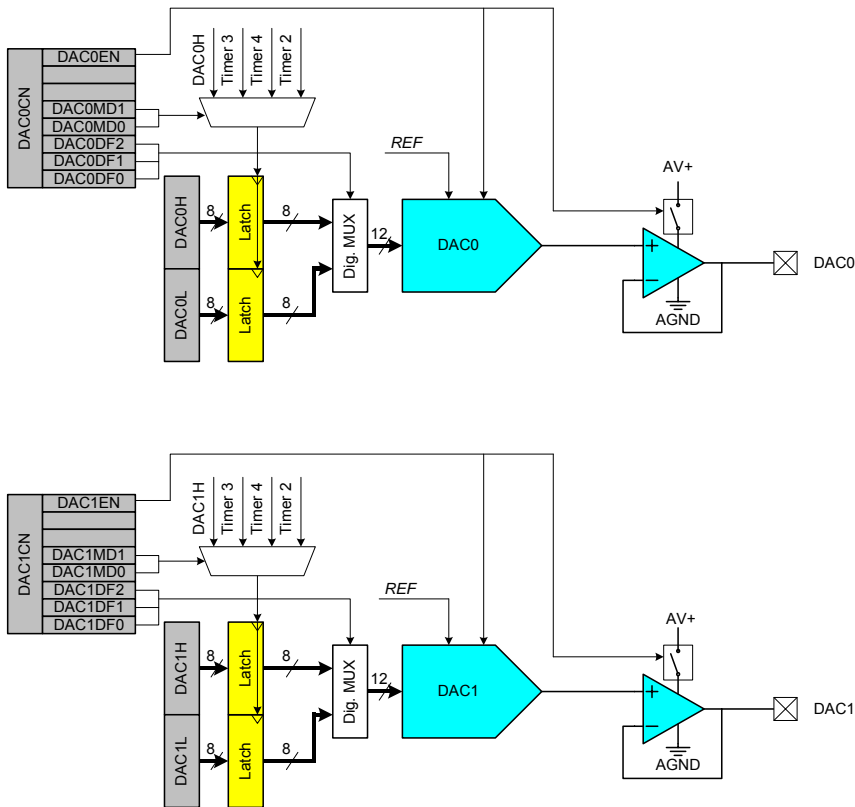 DAC0CN
DAC0EN
DAC0MD1
DAC0MD0
DAC0DF2
DAC0DF1
DAC0DF0
DAC0H
Timer 3
Timer 4
Timer 2
REF
AV+
DAC0H
8
Latch
8
Dig. MUX
12
DAC0
+
−
DAC0
DAC0L
8
Latch
8
AGND
DAC1CN
DAC1EN
DAC1MD1
DAC1MD0
DAC1DF2
DAC1DF1
DAC1DF0
DAC1H
Timer 3
Timer 4
Timer 2
REF
AV+
DAC1H
8
Latch
8
Dig. MUX
12
DAC1
+
−
DAC1
DAC1L
8
Latch
8
AGND